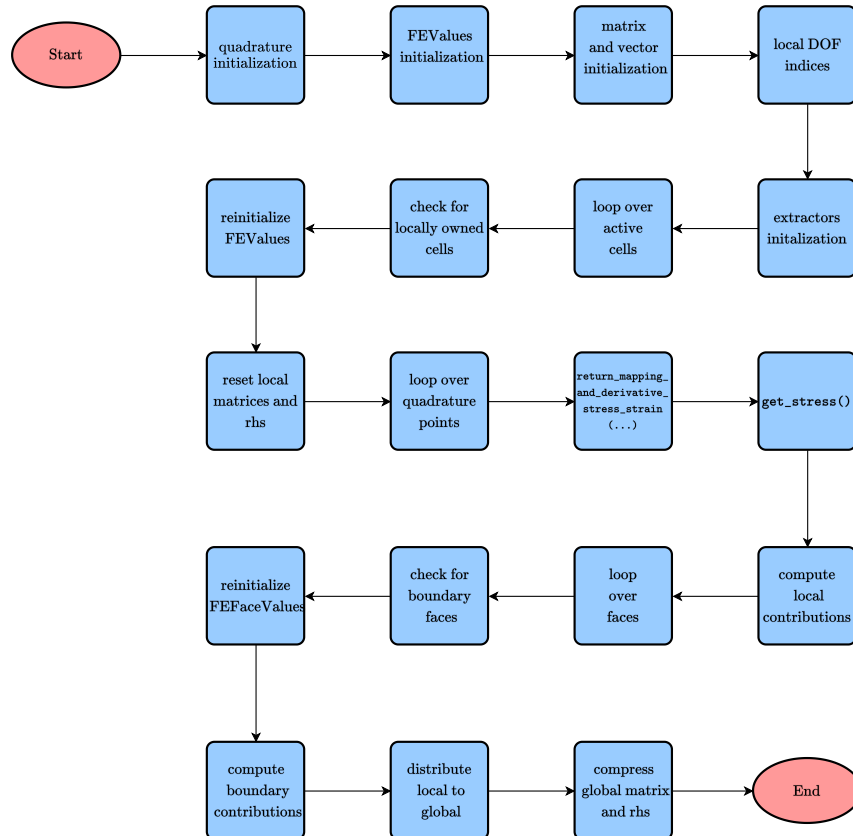 Start
quadrature
initialization
FEValues
initialization
matrix
and vector
initialization
local DOF
indices
reinitialize
FEValues
check for
locally owned
cells
loop over
active
cells
extractors
initalization
reset local
matrices and
rhs
loop over
quadrature
points
return_mapping_
and_derivative_
stress_strain
(...)
get_stress()
reinitialize
FEFaceValues
check for
boundary
faces
loop
over
faces
compute
local
contributions
compute
boundary
contributions
distribute
local to
global
compress
global matrix
and rhs
End